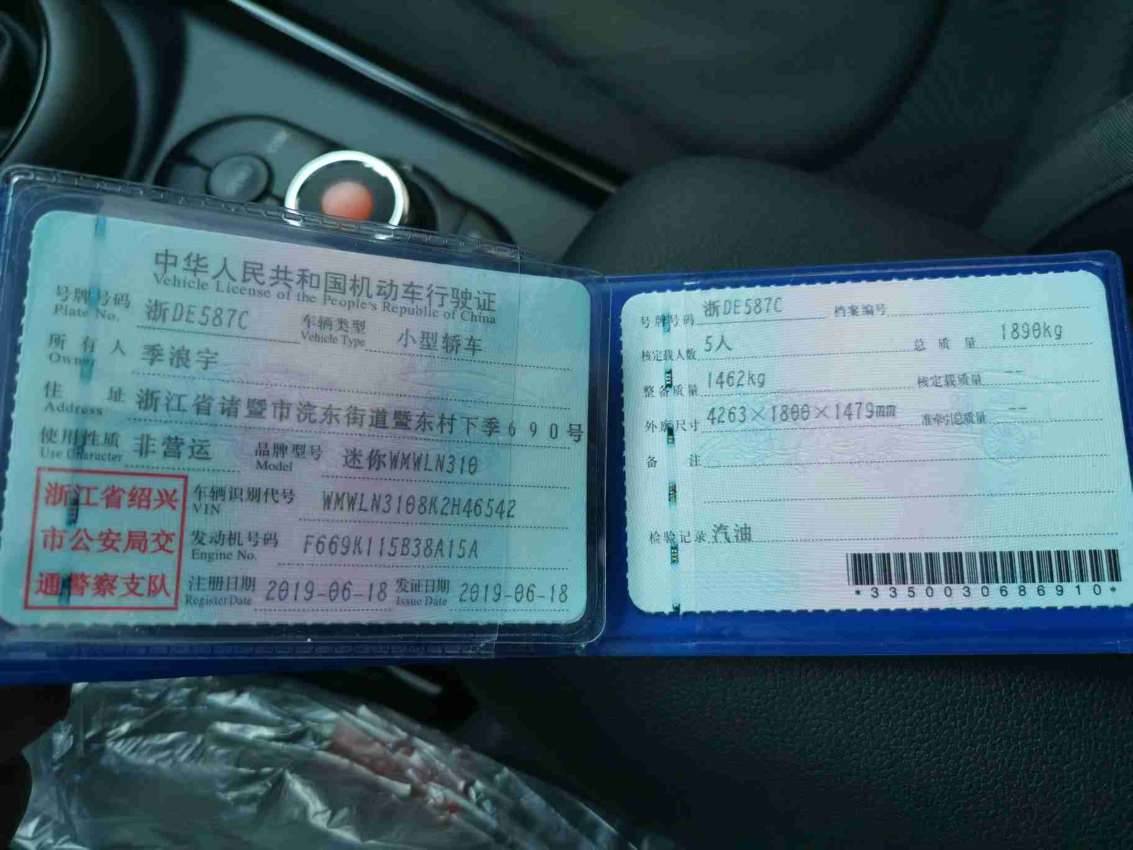 中华人民共和国机动车行驶证
Vehicle License of the People's Republic of China
号牌号码 浙DE587C 车辆类型 小型轿车
Plate No. Vehicle Type
所有人 季浪宇
Owner
住址 浙江省诸暨市浣东街道暨东村下季690号
Address
使用性质 非营运 品牌型号 迷你WMWLN310
Use Character Model
浙江省绍兴
市公安局交
通警察支队
车辆识别代号 WMWLN3108K2H46542
VIN
发动机号码 F669K115B38A15A
Engine No.
注册日期 2019-06-18 发证日期 2019-06-18
Register Date Issue Date
号牌号码 浙DE587C 档案编号
核定载人数 5人 总质量 1890kg
整备质量 1462kg 核定载质量 --
外廓尺寸 4263×1800×1479mm 准牵引总质量 --
备注
检验记录 汽油
*3350030686910*